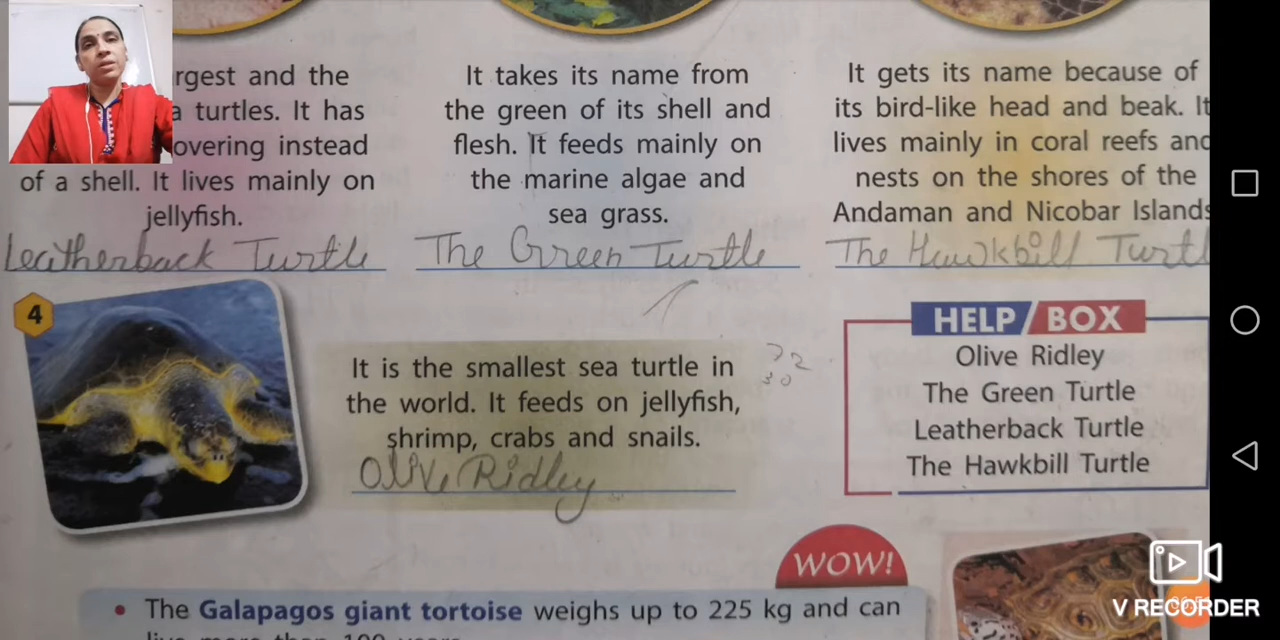 rgest and the
a turtles. It has
overing instead
of a shell. It lives mainly on
jellyfish.
Leatherback Turtle
It takes its name from
the green of its shell and
flesh. It feeds mainly on
the marine algae and
sea grass.
The Green Turtle
It gets its name because of
its bird-like head and beak. It
lives mainly in coral reefs and
nests on the shores of the
Andaman and Nicobar Islands
The Hawkbill Turtl
4
It is the smallest sea turtle in
the world. It feeds on jellyfish,
shrimp, crabs and snails.
Olive Ridley
HELP/BOX
Olive Ridley
The Green Turtle
Leatherback Turtle
The Hawkbill Turtle
WOW!
• The Galapagos giant tortoise weighs up to 225 kg and can
live more than 100 years
V RECORDER